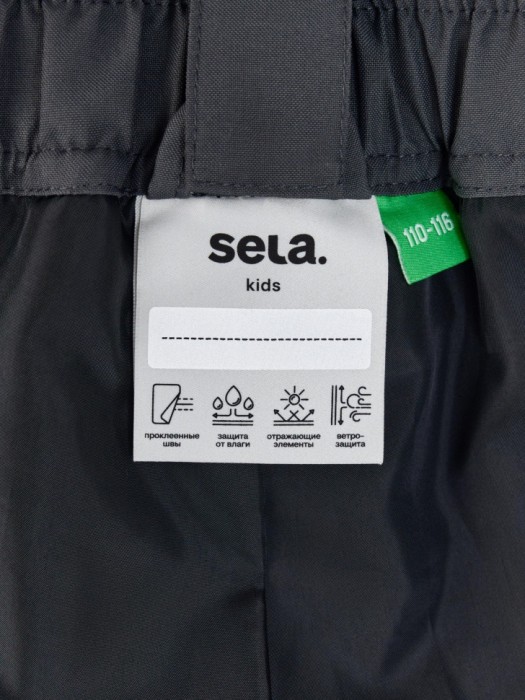 sela.
kids
110-116
проклеенные
швы
защита
от влаги
отражающие
элементы
ветро-
защита